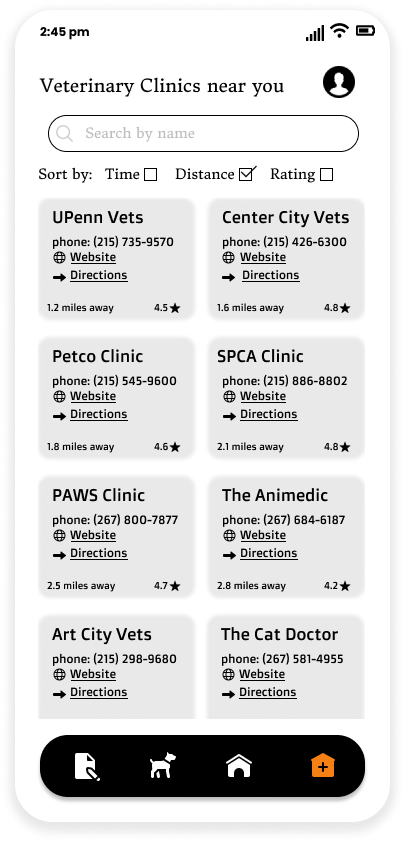 2:45 pm
Veterinary Clinics near you
Search by name
Sort by: Time Distance Rating
UPenn Vets
phone: (215) 735-9570
Website
Directions
1.2 miles away 4.5
Center City Vets
phone: (215) 426-6300
Website
Directions
1.6 miles away 4.8
Petco Clinic
phone: (215) 545-9600
Website
Directions
1.8 miles away 4.6
SPCA Clinic
phone: (215) 886-8802
Website
Directions
2.1 miles away 4.8
PAWS Clinic
phone: (267) 800-7877
Website
Directions
2.5 miles away 4.7
The Animedic
phone: (267) 684-6187
Website
Directions
2.8 miles away 4.2
Art City Vets
phone: (215) 298-9680
Website
Directions
The Cat Doctor
phone: (267) 581-4955
Website
Directions